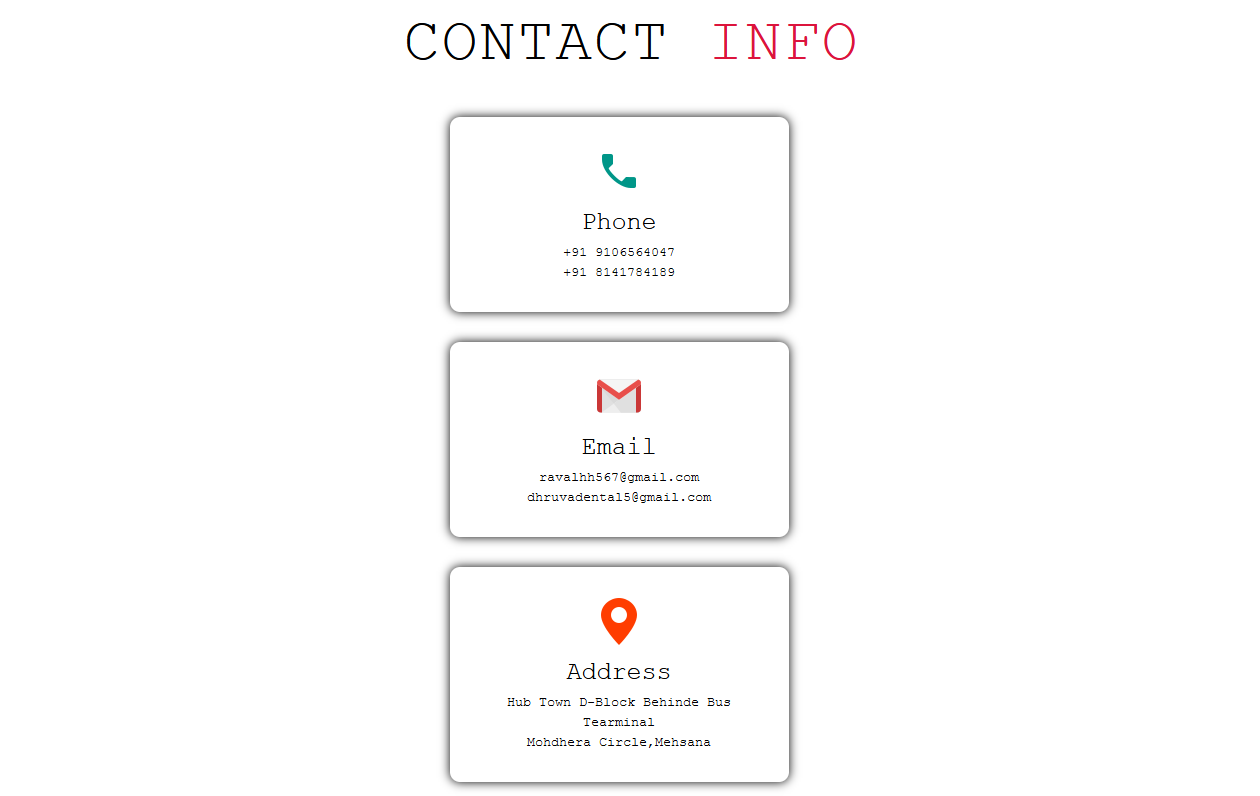 CONTACT INFO
Phone
+91 9106564047
+91 8141784189
Email
ravalhh567@gmail.com
dhruvadental5@gmail.com
Address
Hub Town D-Block Behinde Bus
Tearminal
Mohdhera Circle,Mehsana